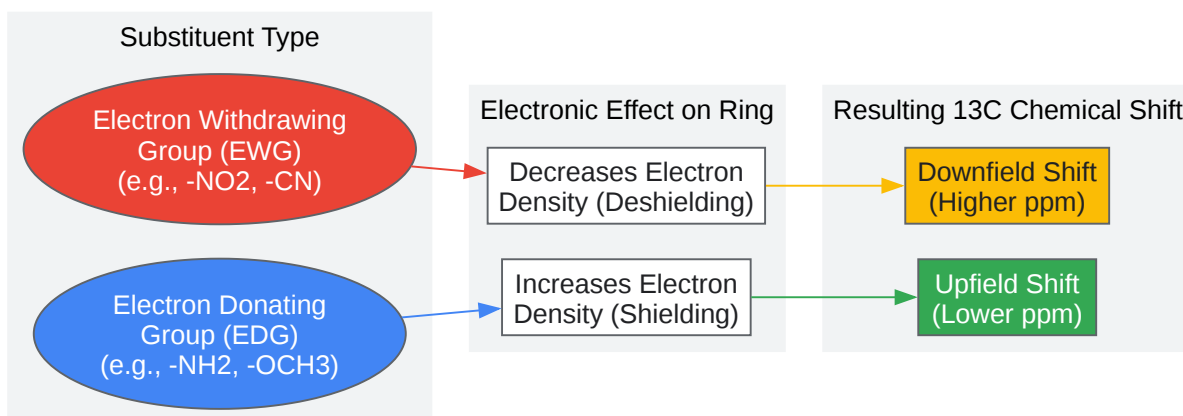 Substituent Type
Electron Withdrawing
Group (EWG)
(e.g., -NO2, -CN)
Electron Donating
Group (EDG)
(e.g., -NH2, -OCH3)
Electronic Effect on Ring
Decreases Electron
Density (Deshielding)
Increases Electron
Density (Shielding)
Resulting 13C Chemical Shift
Downfield Shift
(Higher ppm)
Upfield Shift
(Lower ppm)